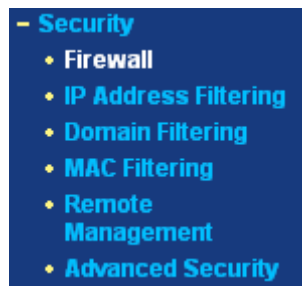 – Security
• Firewall
• IP Address Filtering
• Domain Filtering
• MAC Filtering
• Remote
Management
• Advanced Security